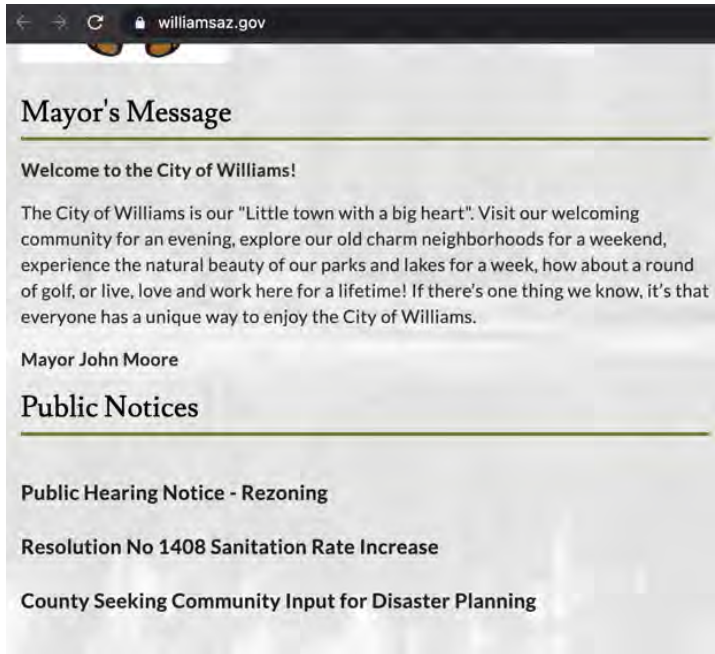 williamsaz.gov
Mayor's Message
Welcome to the City of Williams!
The City of Williams is our "Little town with a big heart". Visit our welcoming
community for an evening, explore our old charm neighborhoods for a weekend,
experience the natural beauty of our parks and lakes for a week, how about a round
of golf, or live, love and work here for a lifetime! If there's one thing we know, it's that
everyone has a unique way to enjoy the City of Williams.
Mayor John Moore
Public Notices
Public Hearing Notice - Rezoning
Resolution No 1408 Sanitation Rate Increase
County Seeking Community Input for Disaster Planning